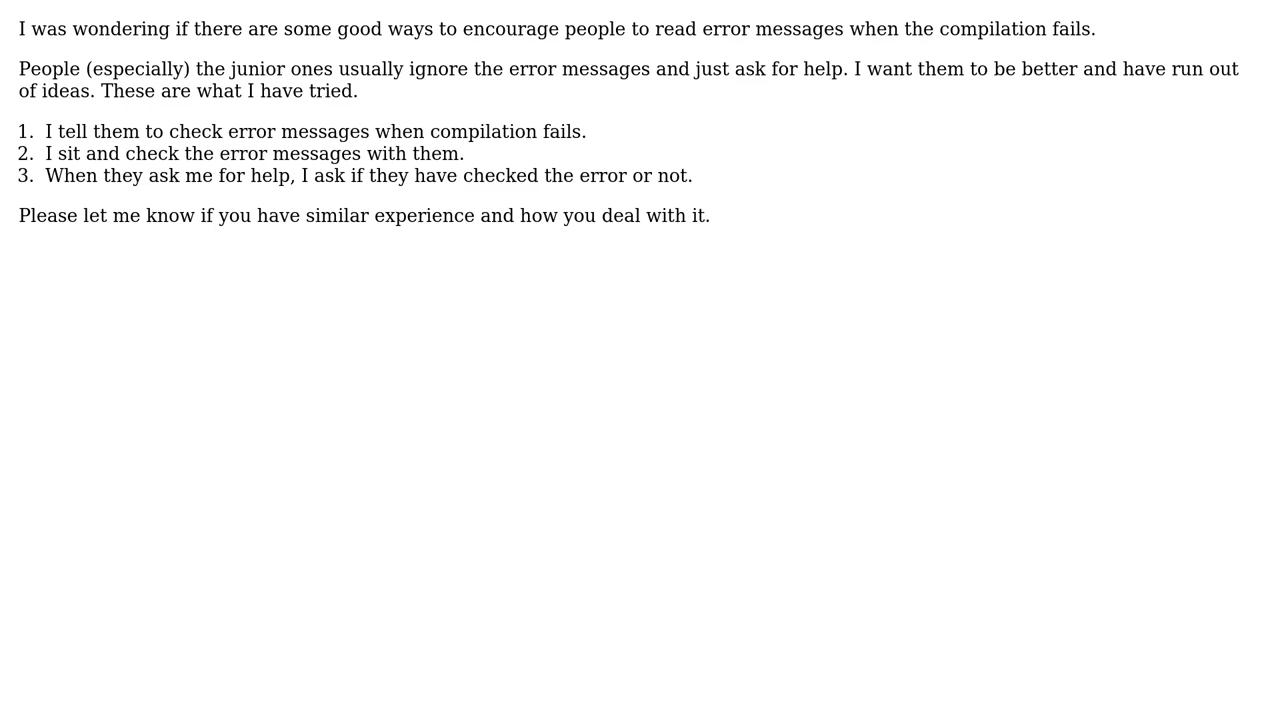 I was wondering if there are some good ways to encourage people to read error messages when the compilation fails.
People (especially) the junior ones usually ignore the error messages and just ask for help. I want them to be better and have run out
of ideas. These are what I have tried.
1. I tell them to check error messages when compilation fails.
2. I sit and check the error messages with them.
3. When they ask me for help, I ask if they have checked the error or not.
Please let me know if you have similar experience and how you deal with it.